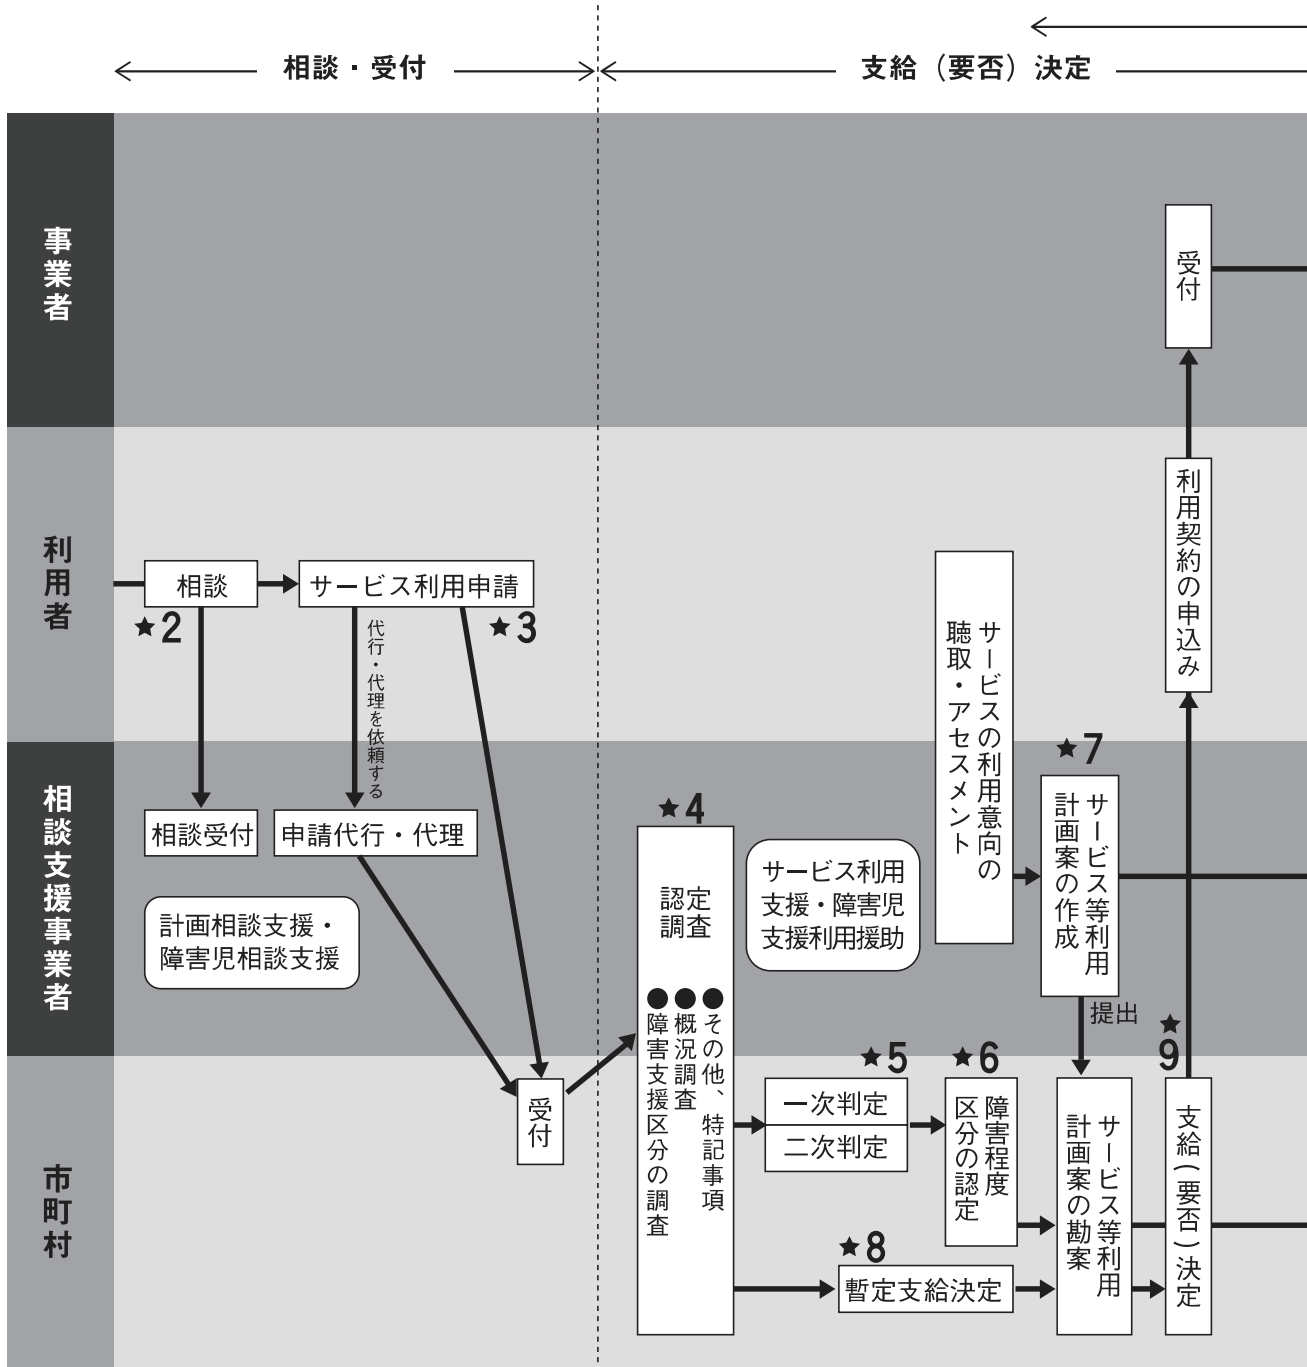 相談・受付
支給（要否）決定
事業者
受付
利用者
相談
サービス利用申請
★2
★3
代行・代理を依頼する
利用契約の申込み
サービスの利用意向の
聴取・アセスメント
相談支援事業者
相談受付
申請代行・代理
計画相談支援・
障害児相談支援
★4
認定
調査
●障害支援区分の調査
●概況調査
●その他、特記事項
サービス利用
支援・障害児
支援利用援助
★7
サービス等利用
計画案の作成
提出
★9
市町村
受付
★5
一次判定
二次判定
★6
障害程度
区分の認定
★8
暫定支給決定
サービス等利用
計画案の勘案
支給（要否）決定